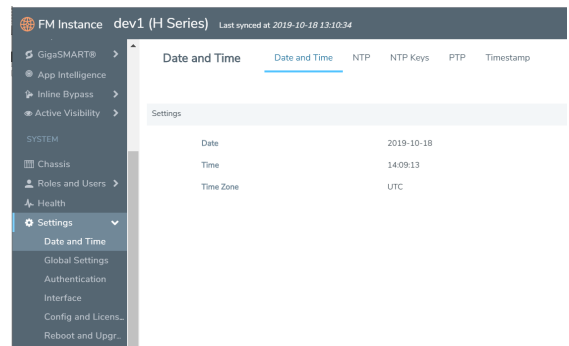 FM Instance dev1 (H Series) Last synced at 2019-10-18 13:10:34
GigaSMART®
App Intelligence
Inline Bypass
Active Visibility
SYSTEM
Chassis
Roles and Users
Health
Settings
Date and Time
Global Settings
Authentication
Interface
Config and Licens...
Reboot and Upgr...
Date and Time
Date and Time NTP NTP Keys PTP Timestamp
Settings
Date 2019-10-18
Time 14:09:13
Time Zone UTC